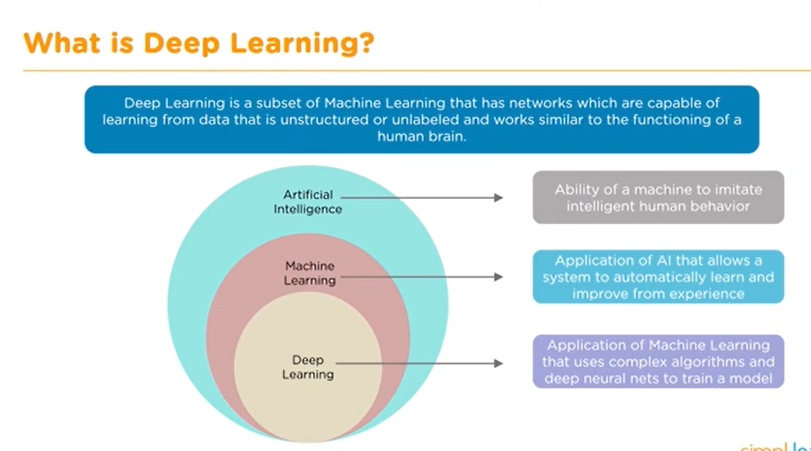 What is Deep Learning?
Deep Learning is a subset of Machine Learning that has networks which are capable of
learning from data that is unstructured or unlabeled and works similar to the functioning of a
human brain.
Artificial
Intelligence
Ability of a machine to imitate
intelligent human behavior
Machine
Learning
Application of AI that allows a
system to automatically learn and
improve from experience
Deep
Learning
Application of Machine Learning
that uses complex algorithms and
deep neural nets to train a model